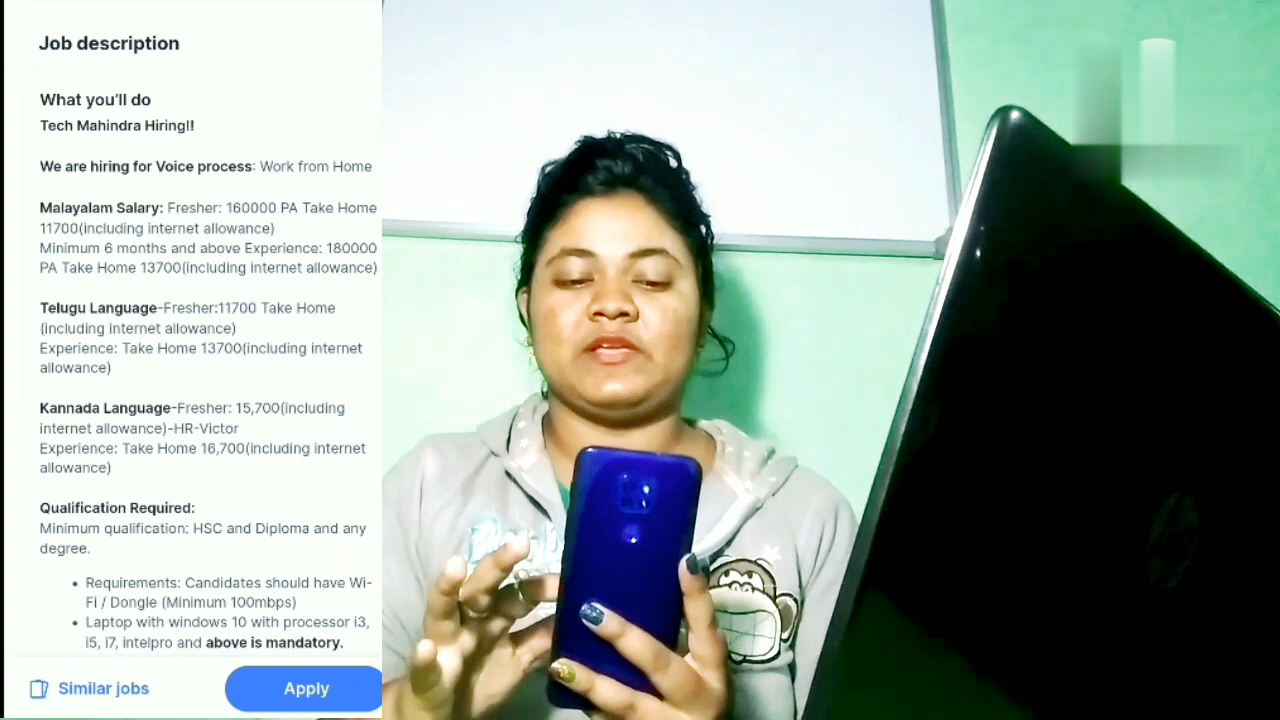 Job description
What you'll do
Tech Mahindra Hiring!!
We are hiring for Voice process: Work from Home
Malayalam Salary: Fresher: 160000 PA Take Home
11700(including internet allowance)
Minimum 6 months and above Experience: 180000
PA Take Home 13700(including internet allowance)
Telugu Language-Fresher:11700 Take Home
(including internet allowance)
Experience: Take Home 13700(including internet
allowance)
Kannada Language-Fresher: 15,700(including
internet allowance)-HR-Victor
Experience: Take Home 16,700(including internet
allowance)
Qualification Required:
Minimum qualification: HSC and Diploma and any
degree.
• Requirements: Candidates should have Wi-
Fi / Dongle (Minimum 100mbps)
• Laptop with windows 10 with processor i3,
i5, i7, intelpro and above is mandatory.
Similar jobs
Apply